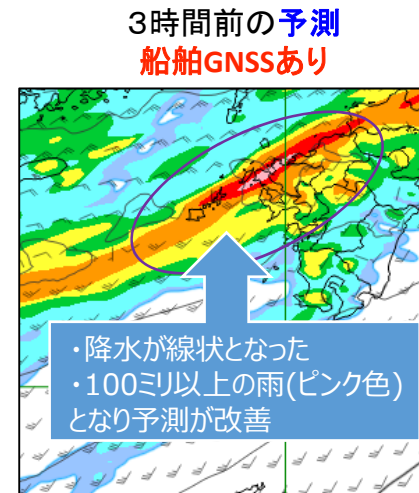 ３時間前の予測
船舶GNSSあり
・降水が線状となった
・100ミリ以上の雨(ピンク色)
となり予測が改善